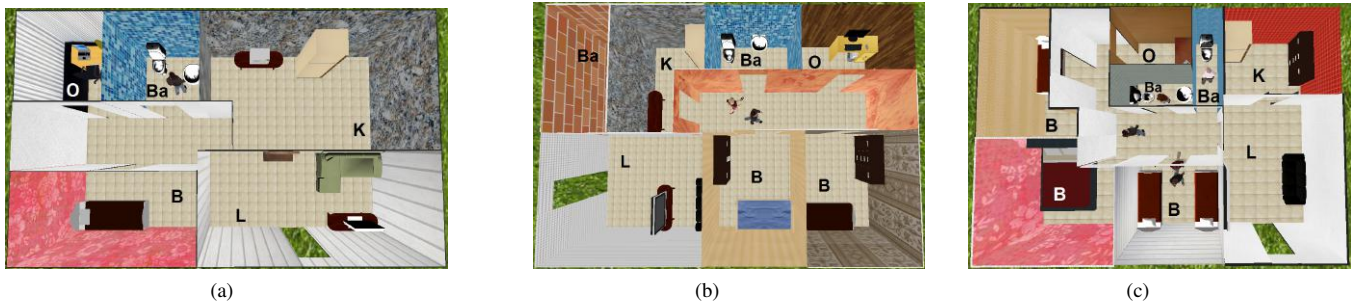 O Ba K B L
(a)
Ba K Ba O L B B
(b)
B O Ba Ba K L B B
(c)